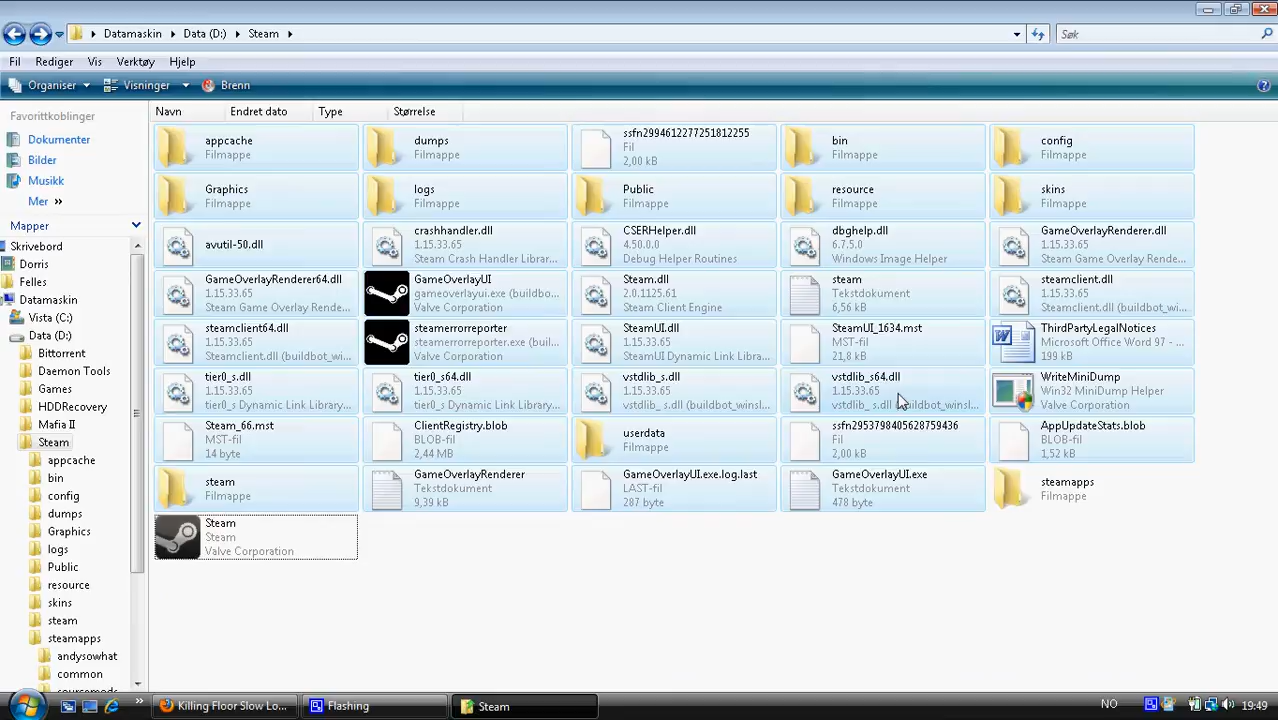 Datamaskin
Data (D:)
Steam
Søk
Fil
Rediger
Vis
Verktøy
Hjelp
Organiser
Visninger
Brenn
Favorittkoblinger
Dokumenter
Bilder
Musikk
Mer »
Mapper
Skrivebord
Dorris
Felles
Datamaskin
Vista (C:)
Data (D:)
Bittorrent
Daemon Tools
Games
HDDRecovery
Mafia II
Steam
appcache
bin
config
dumps
Graphics
logs
Public
resource
skins
steam
steamapps
andysowhat
common
sourcemods
Navn
Endret dato
Type
Størrelse
appcache
Filmappe
dumps
Filmappe
ssfn2994612277251812255
Fil
2,00 kB
bin
Filmappe
config
Filmappe
Graphics
Filmappe
logs
Filmappe
Public
Filmappe
resource
Filmappe
skins
Filmappe
avutil-50.dll
crashhandler.dll
1.15.33.65
Steam Crash Handler Librar...
CSERHelper.dll
4.50.0.0
Debug Helper Routines
dbghelp.dll
6.7.5.0
Windows Image Helper
GameOverlayRenderer.dll
1.15.33.65
Steam Game Overlay Rende...
GameOverlayRenderer64.dll
1.15.33.65
Steam Game Overlay Rende...
GameOverlayUI
gameoverlayui.exe (buildbo...
Valve Corporation
Steam.dll
2.0.1125.61
Steam Client Engine
steam
Tekstdokument
6,56 kB
steamclient.dll
1.15.33.65
Steamclient.dll (buildbot_wi...
steamclient64.dll
1.15.33.65
Steamclient.dll (buildbot_wi...
steamerrorreporter
steamerrorreporter.exe (buil...
Valve Corporation
SteamUI.dll
1.15.33.65
SteamUI Dynamic Link Libra...
SteamUI_1634.mst
MST-fil
21,8 kB
ThirdPartyLegalNotices
Microsoft Office Word 97 - ...
199 kB
tier0_s.dll
1.15.33.65
tier0_s Dynamic Link Library...
tier0_s64.dll
1.15.33.65
tier0_s Dynamic Link Library...
vstdlib_s.dll
1.15.33.65
vstdlib_s.dll (buildbot_winsl...
vstdlib_s64.dll
1.15.33.65
vstdlib_s.dll (buildbot_winsl...
WriteMiniDump
Win32 MiniDump Helper
Valve Corporation
Steam_66.mst
MST-fil
14 byte
ClientRegistry.blob
BLOB-fil
2,44 MB
userdata
Filmappe
ssfn2953798405628759436
Fil
2,00 kB
AppUpdateStats.blob
BLOB-fil
1,52 kB
steam
Filmappe
GameOverlayRenderer
Tekstdokument
9,39 kB
GameOverlayUI.exe.log.last
LAST-fil
287 byte
GameOverlayUI.exe
Tekstdokument
478 byte
steamapps
Filmappe
Steam
Steam
Valve Corporation
Killing Floor Slow Lo...
Flashing
Steam
NO
19:49